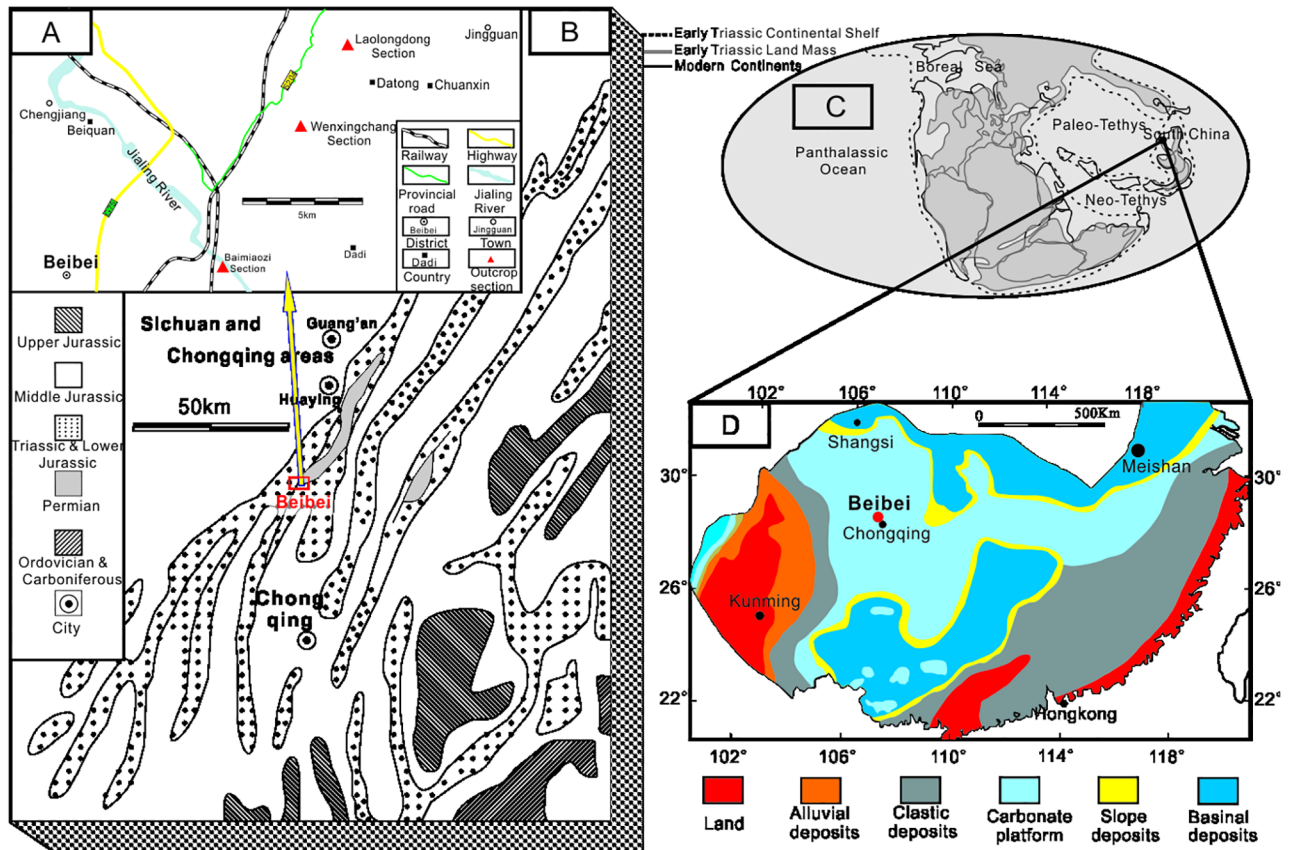 A
B
Laolongdong
Section
Jingguan
Datong
Chuanxin
Chengjiang
Beiquan
Wenxingchang
Section
Jialing River
5km
Baimiaozi
Section
Dadi
Beibei
Railway
Highway
Provincial
road
Jialing
River
Beibei
District
Jingguan
Town
Dadi
Country
Outcrop
section
Upper Jurassic
Middle Jurassic
Triassic & Lower
Jurassic
Permian
Ordovician &
Carboniferous
City
Sichuan and
Chongqing areas
Guang'an
Huaying
50km
Beibei
Chong
qing
Early Triassic Continental Shelf
Early Triassic Land Mass
Modern Continents
C
Boreal Sea
Paleo-Tethys
South China
Panthalassic
Ocean
Neo-Tethys
D
102°
106°
110°
114°
118°
0
500Km
Shangsi
Meishan
30°
30°
Beibei
Chongqing
26°
26°
Kunming
22°
22°
Hongkong
102°
106°
110°
114°
118°
Land
Alluvial
deposits
Clastic
deposits
Carbonate
platform
Slope
deposits
Basinal
deposits